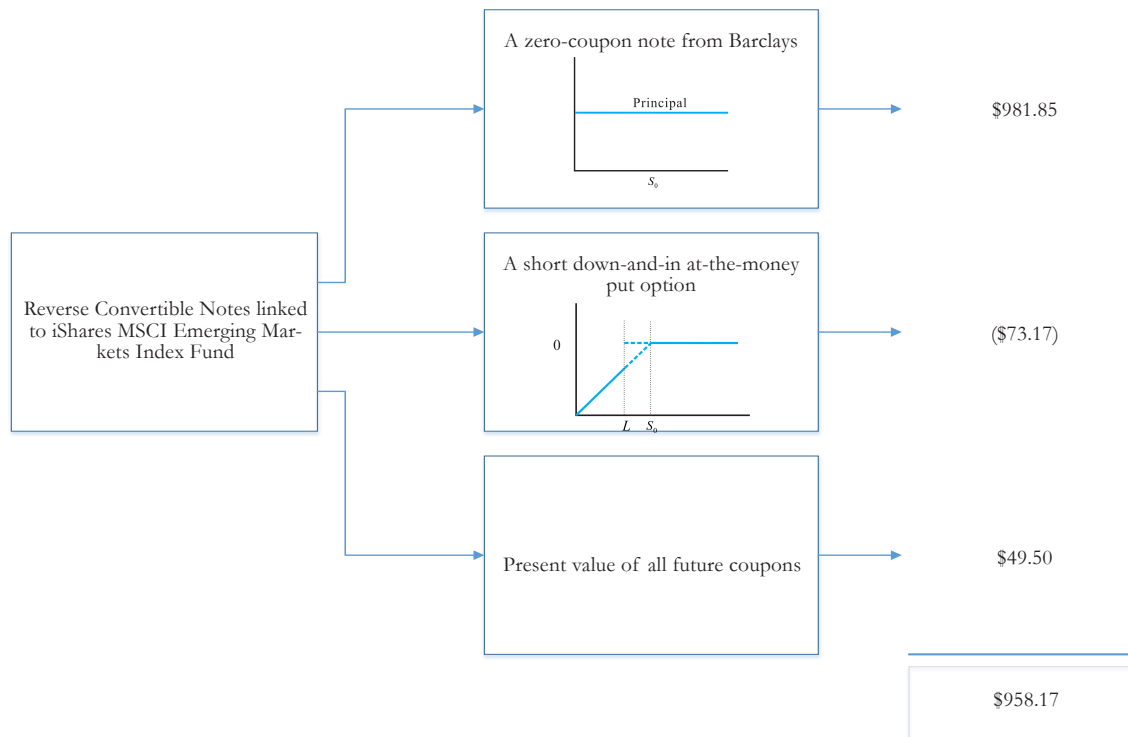 A zero-coupon note from Barclays
Principal
S₀
$981.85
Reverse Convertible Notes linked
to iShares MSCI Emerging Mar-
kets Index Fund
A short down-and-in at-the-money
put option
0
L S₀
($73.17)
Present value of all future coupons
$49.50
$958.17